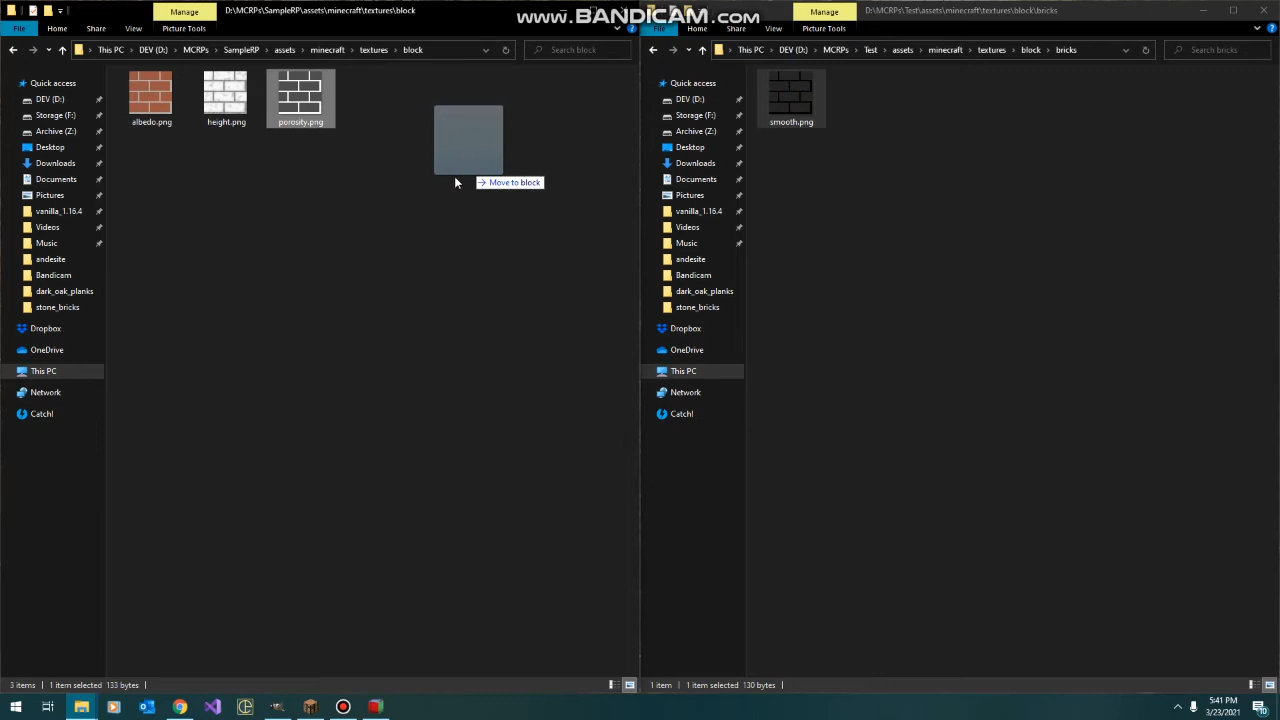 www.BANDICAM.com
Manage
D:\MCRPs\SampleRP\assets\minecraft\textures\block
File
Home
Share
View
Picture Tools
This PC
DEV (D:)
MCRPs
SampleRP
assets
minecraft
textures
block
Search block
Quick access
DEV (D:)
Storage (F:)
Archive (Z:)
Desktop
Downloads
Documents
Pictures
vanilla_1.16.4
Videos
Music
andesite
Bandicam
dark_oak_planks
stone_bricks
Dropbox
OneDrive
This PC
Network
Catch!
albedo.png
height.png
porosity.png
Move to block
3 items
1 item selected 133 bytes
Manage
D:\MCRPs\Test\assets\minecraft\textures\block\bricks
File
Home
Share
View
Picture Tools
This PC
DEV (D:)
MCRPs
Test
assets
minecraft
textures
block
bricks
Search bricks
Quick access
DEV (D:)
Storage (F:)
Archive (Z:)
Desktop
Downloads
Documents
Pictures
vanilla_1.16.4
Videos
Music
andesite
Bandicam
dark_oak_planks
stone_bricks
Dropbox
OneDrive
This PC
Network
Catch!
smooth.png
1 item
1 item selected 130 bytes
5:41 PM
3/23/2021